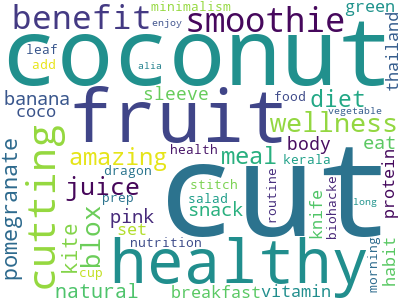 minimalism
green
benefit
smoothie
coconut
thailand
enjoy
leaf
alia
add
banana
sleeve
food
diet
coco
fruit
vegetable
wellness
cutting
pomegranate
amazing
health
meal
body
eat
kerala
dragon
cut
juice
stitch
prep
salad
snack
routine
knife
biohacke
protein
blox
kite
pink
set
long
healthy
nutrition
cup
natural
breakfast
vitamin
morning
habit